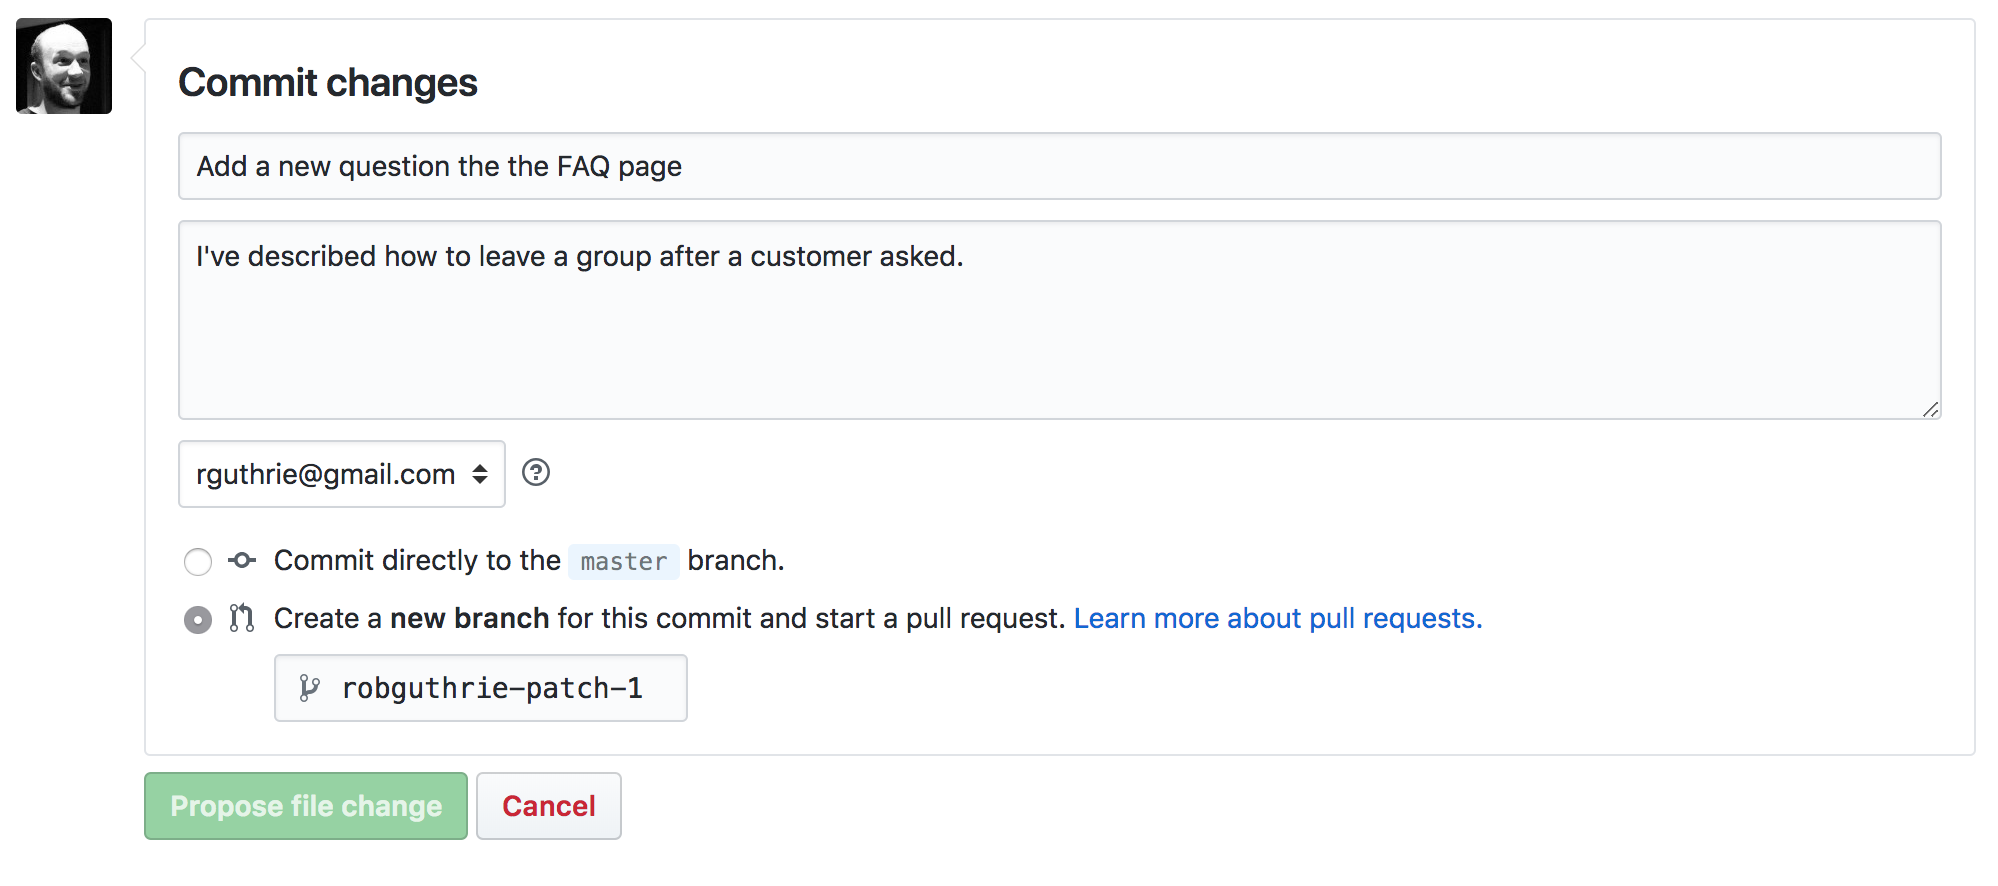 Commit changes
Add a new question the the FAQ page
I've described how to leave a group after a customer asked.
rguthrie@gmail.com
Commit directly to the master branch.
Create a new branch for this commit and start a pull request. Learn more about pull requests.
robguthrie-patch-1
Propose file change Cancel